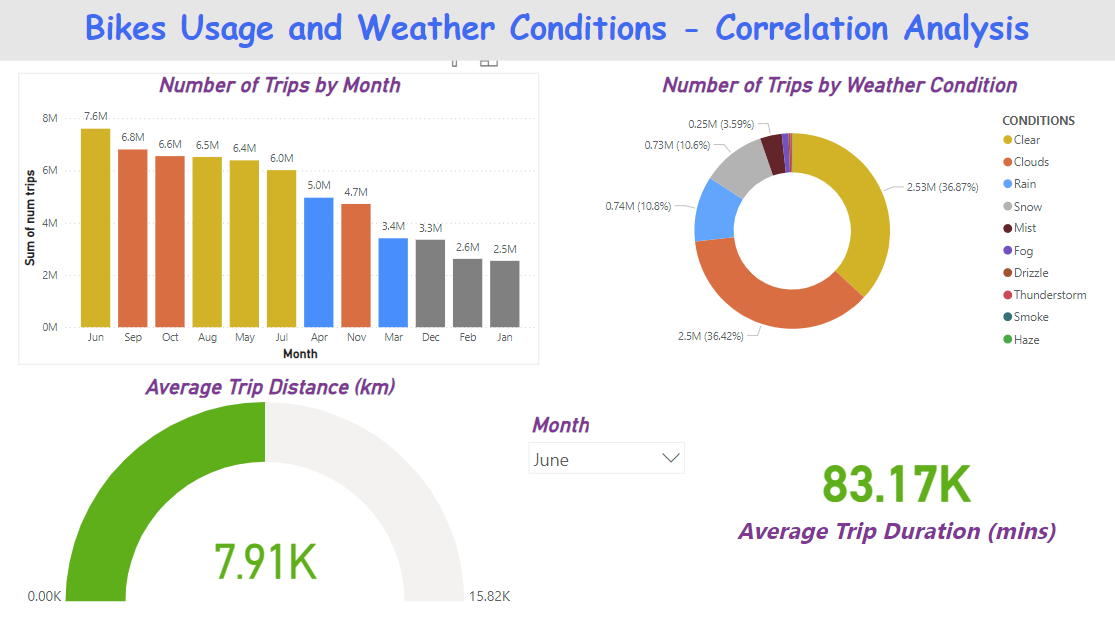 Bikes Usage and Weather Conditions - Correlation Analysis
Number of Trips by Month
Sum of num trips
8M
6M
4M
2M
0M
7.6M
6.8M
6.6M
6.5M
6.4M
6.0M
5.0M
4.7M
3.4M
3.3M
2.6M
2.5M
Jun
Sep
Oct
Aug
May
Jul
Apr
Nov
Mar
Dec
Feb
Jan
Month
Number of Trips by Weather Condition
0.25M (3.59%)
0.73M (10.6%)
0.74M (10.8%)
2.53M (36.87%)
2.5M (36.42%)
CONDITIONS
Clear
Clouds
Rain
Snow
Mist
Fog
Drizzle
Thunderstorm
Smoke
Haze
Average Trip Distance (km)
7.91K
0.00K
15.82K
Month
June
83.17K
Average Trip Duration (mins)